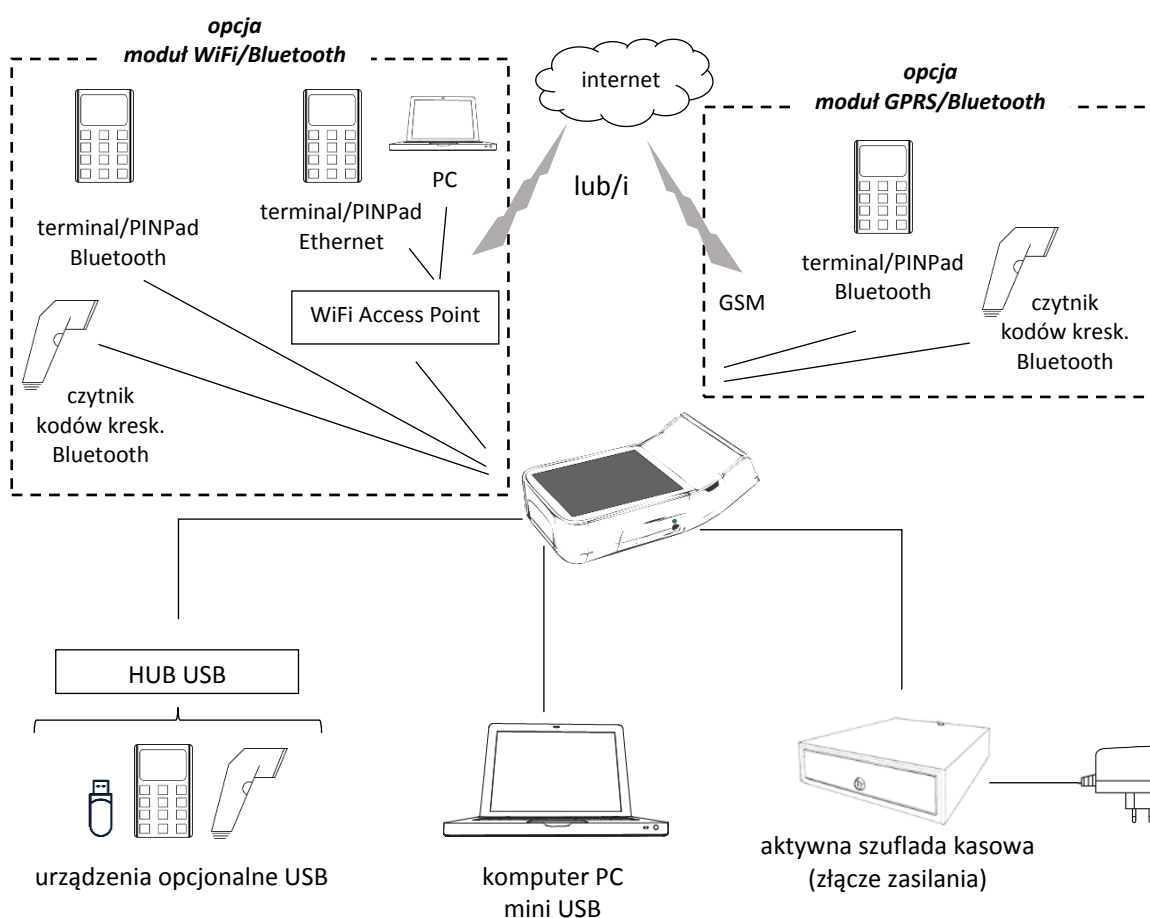 opcja
moduł WiFi/Bluetooth
internet
opcja
moduł GPRS/Bluetooth
PC
lub/i
terminal/PINPad
Bluetooth
terminal/PINPad
Ethernet
terminal/PINPad
Bluetooth
GSM
WiFi Access Point
czytnik
kodów kresk.
Bluetooth
czytnik
kodów kresk.
Bluetooth
HUB USB
urządzenia opcjonalne USB
komputer PC
mini USB
aktywna szuflada kasowa
(złącze zasilania)